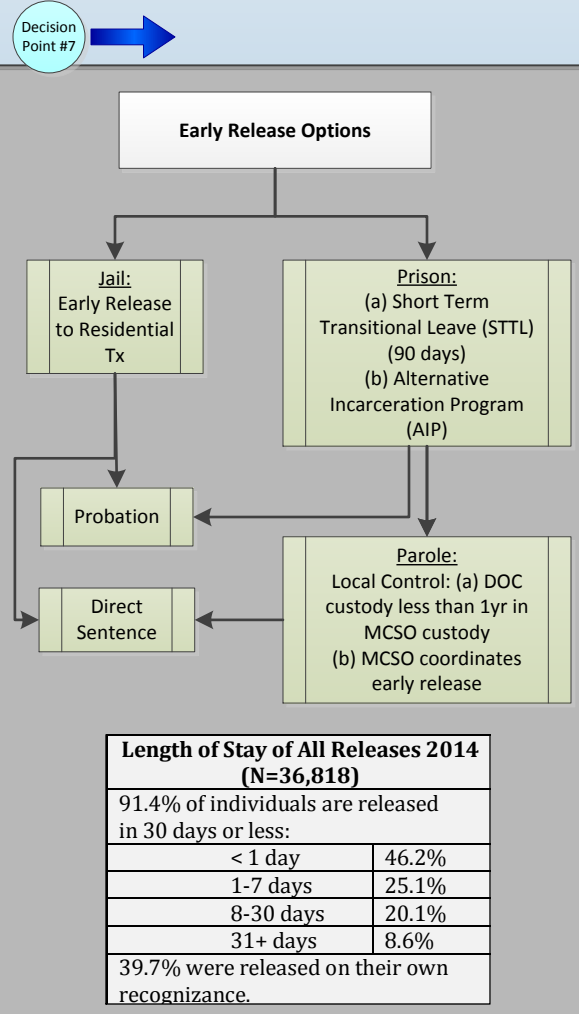 Decision
Point #7
Early Release Options
Jail:
Early Release
to Residential
Tx
Prison:
(a) Short Term
Transitional Leave (STTL)
(90 days)
(b) Alternative
Incarceration Program
(AIP)
Probation
Direct
Sentence
Parole:
Local Control: (a) DOC
custody less than 1yr in
MCSO custody
(b) MCSO coordinates
early release
Length of Stay of All Releases 2014
(N=36,818)
91.4% of individuals are released
in 30 days or less:
< 1 day 46.2%
1-7 days 25.1%
8-30 days 20.1%
31+ days 8.6%
39.7% were released on their own
recognizance.